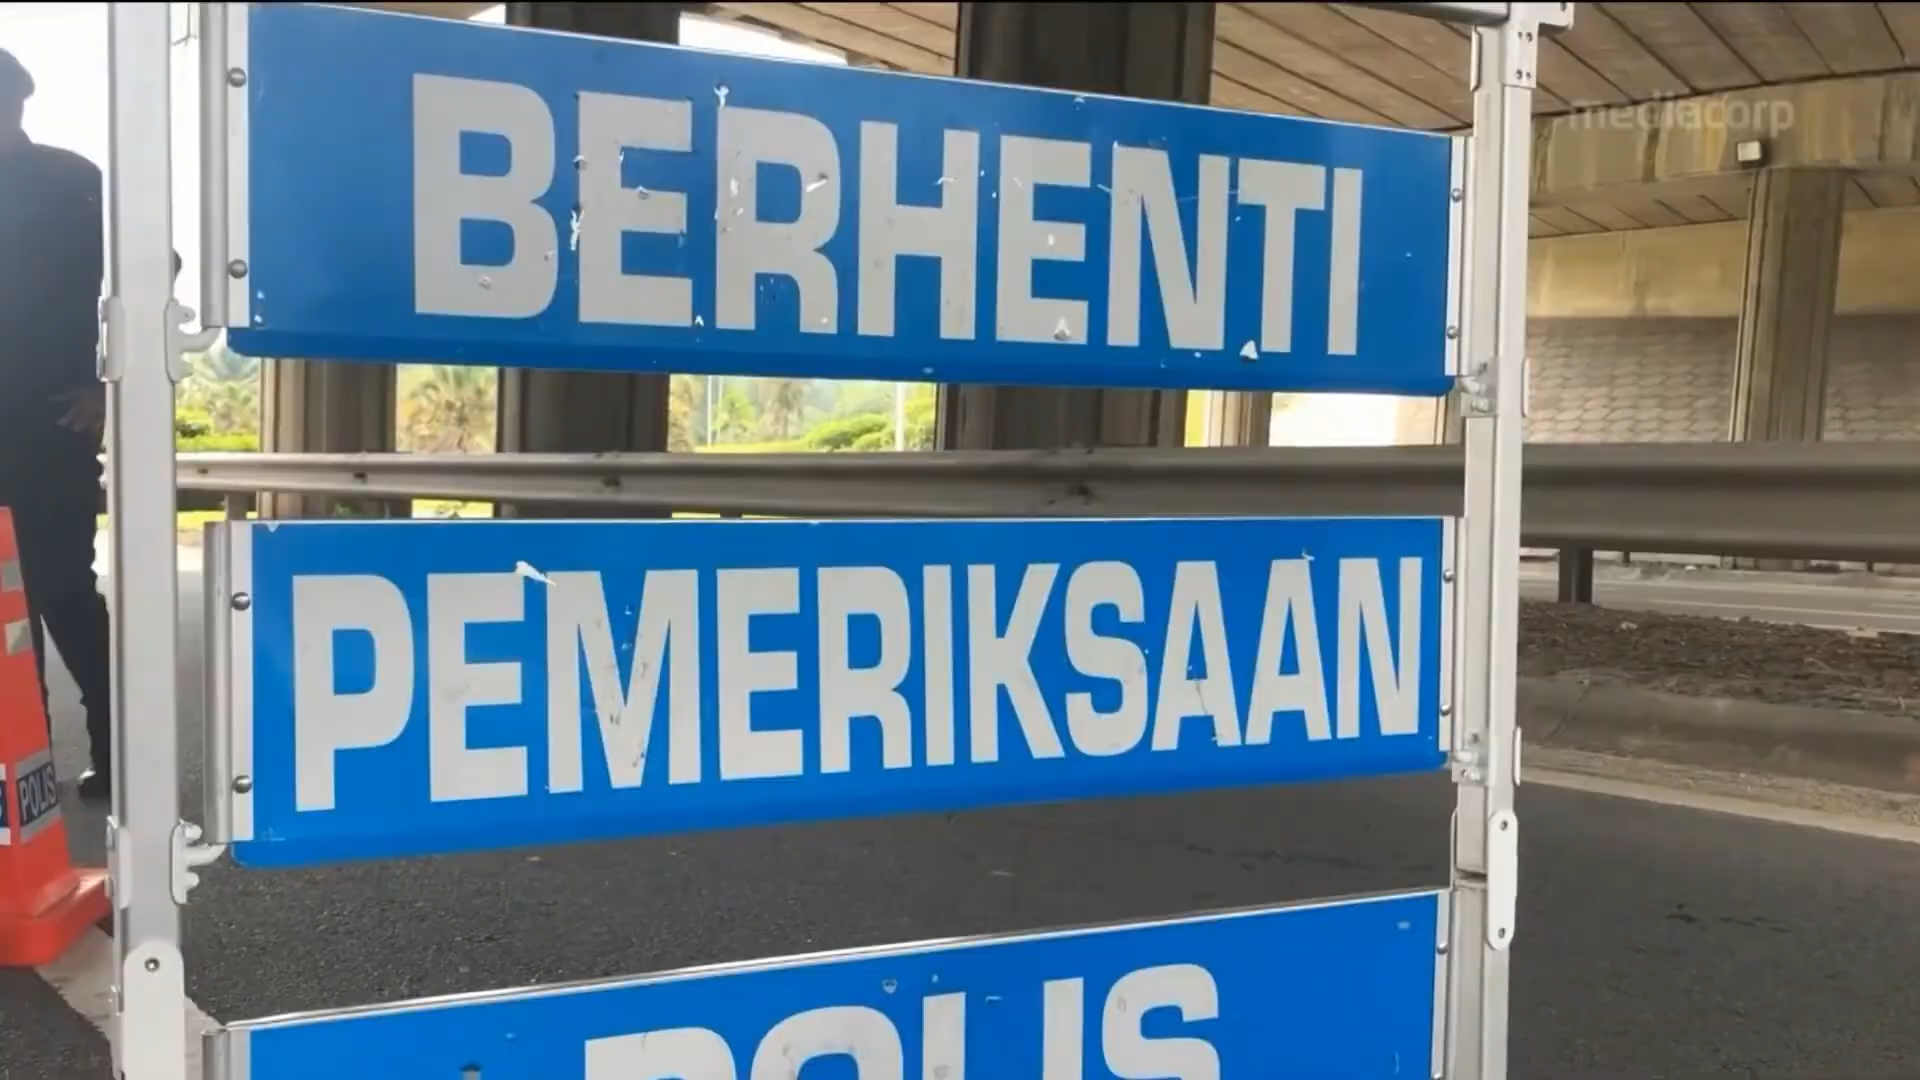 mediacorp
BERHENTI
PEMERIKSAAN
POLIS
POLIS